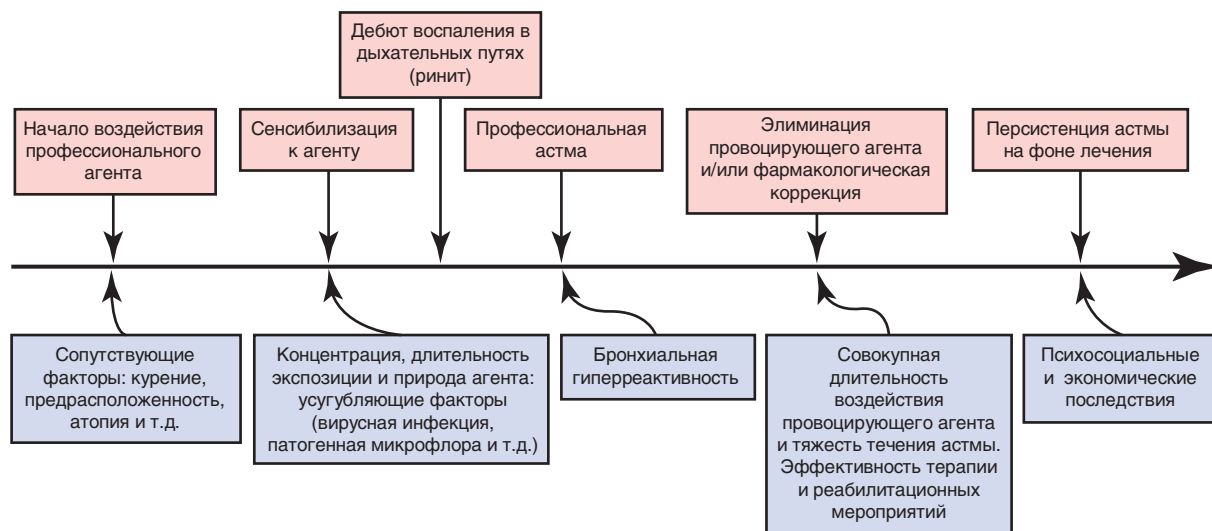 Дебют воспаления в
дыхательных путях
(ринит)
Начало воздействия
профессионального
агента
Сенсибилизация
к агенту
Профессиональная
астма
Элиминация
провоцирующего агента
и/или фармакологическая
коррекция
Персистенция астмы
на фоне лечения
Сопутствующие
факторы: курение,
предрасположенность,
атопия и т.д.
Концентрация, длительность
экспозиции и природа агента:
усугубляющие факторы
(вирусная инфекция,
патогенная микрофлора и т.д.)
Бронхиальная
гиперреактивность
Совокупная
длительность
воздействия
провоцирующего агента
и тяжесть течения астмы.
Эффективность терапии
и реабилитационных
мероприятий
Психосоциальные
и экономические
последствия